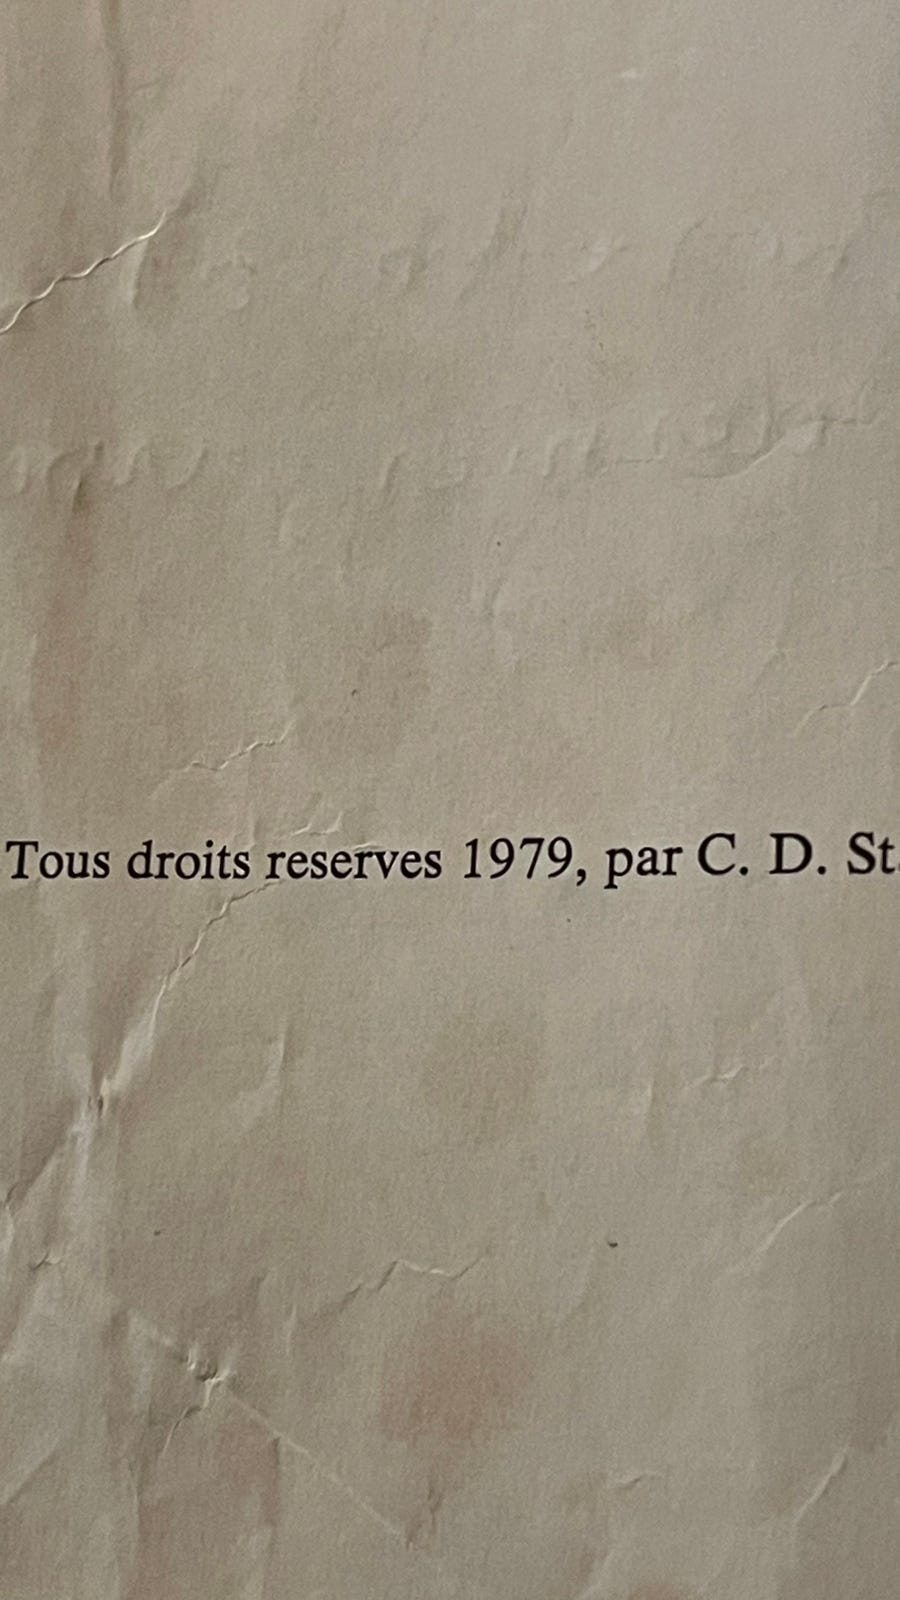 Tous droits reserves 1979, par C. D. St